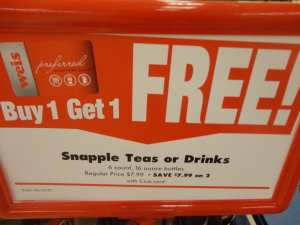 weis
preferred
Buy 1 Get 1
FREE!
Snapple Teas or Drinks
6 count, 16 ounce bottles
Regular Price $7.99 • SAVE $7.99 on 2
with Club card